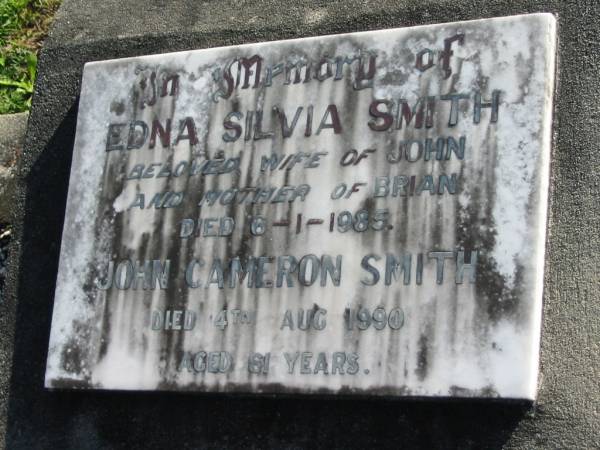 In Memory of
EDNA SILVIA SMITH
BELOVED WIFE OF JOHN
AND MOTHER OF BRIAN
DIED 6-1-1985.
JOHN CAMERON SMITH
DIED 4TH AUG 1990
AGED 61 YEARS.